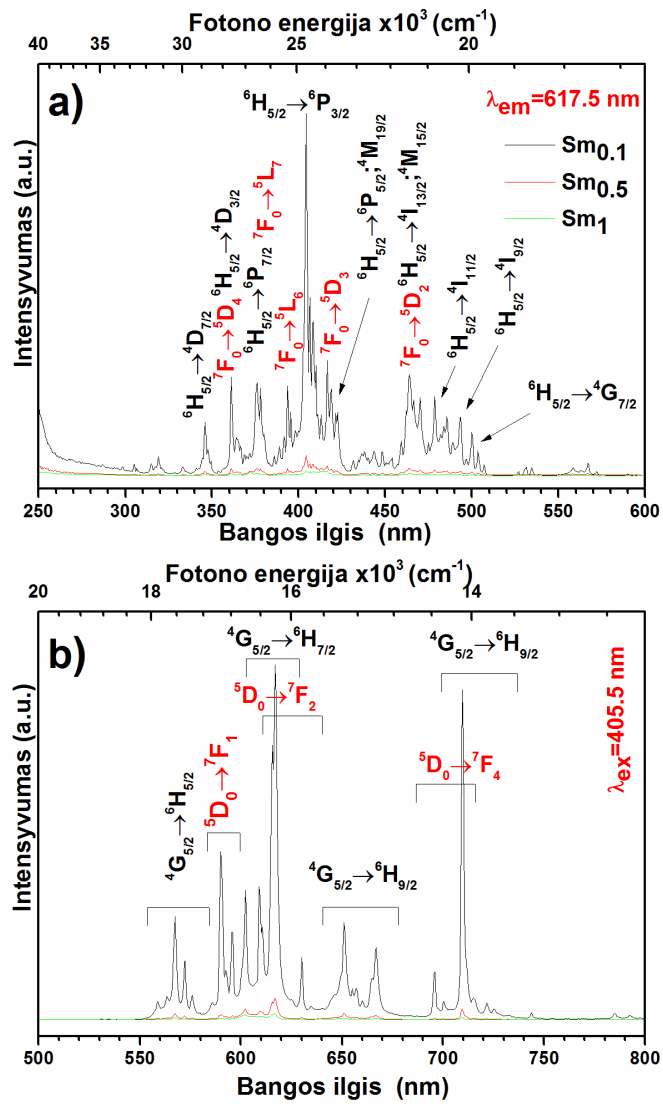 Fotono energija x10³ (cm⁻¹)
40 35 30 25 20
a)
⁶H₅/₂→⁶P₃/₂
λem=617.5 nm
Sm0.1
Sm0.5
Sm1
⁶H₅/₂→⁴D₇/₂
⁷F₀→⁵D₄
⁶H₅/₂→⁴D₃/₂
⁶H₅/₂→⁶P₇/₂
⁷F₀→⁵L₇
⁷F₀→⁵L₆
⁷F₀→⁵D₃
⁶H₅/₂→⁶P₅/₂:⁴M₁₉/₂
⁷F₀→⁵D₂
⁶H₅/₂→⁴I₁₃/₂:⁴M₁₅/₂
⁶H₅/₂→⁴I₁₁/₂
⁶H₅/₂→⁴I₉/₂
⁶H₅/₂→⁴G₇/₂
Intensyvumas (a.u.)
250 300 350 400 450 500 550 600
Bangos ilgis (nm)
Fotono energija x10³ (cm⁻¹)
20 18 16 14
b)
⁴G₅/₂→⁶H₇/₂
⁴G₅/₂→⁶H₉/₂
⁵D₀→⁷F₂
λex=405.5 nm
⁴G₅/₂→⁶H₅/₂
⁵D₀→⁷F₁
⁵D₀→⁷F₄
⁴G₅/₂→⁶H₉/₂
Intensyvumas (a.u.)
500 550 600 650 700 750 800
Bangos ilgis (nm)